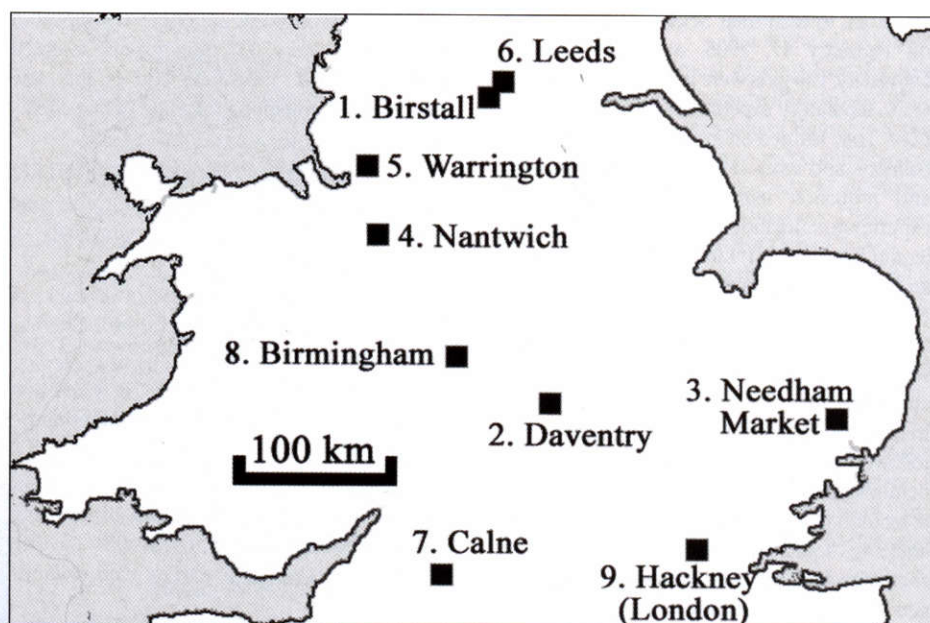 6. Leeds
1. Birstall
5. Warrington
4. Nantwich
8. Birmingham
3. Needham
Market
2. Daventry
100 km
7. Calne
9. Hackney
(London)